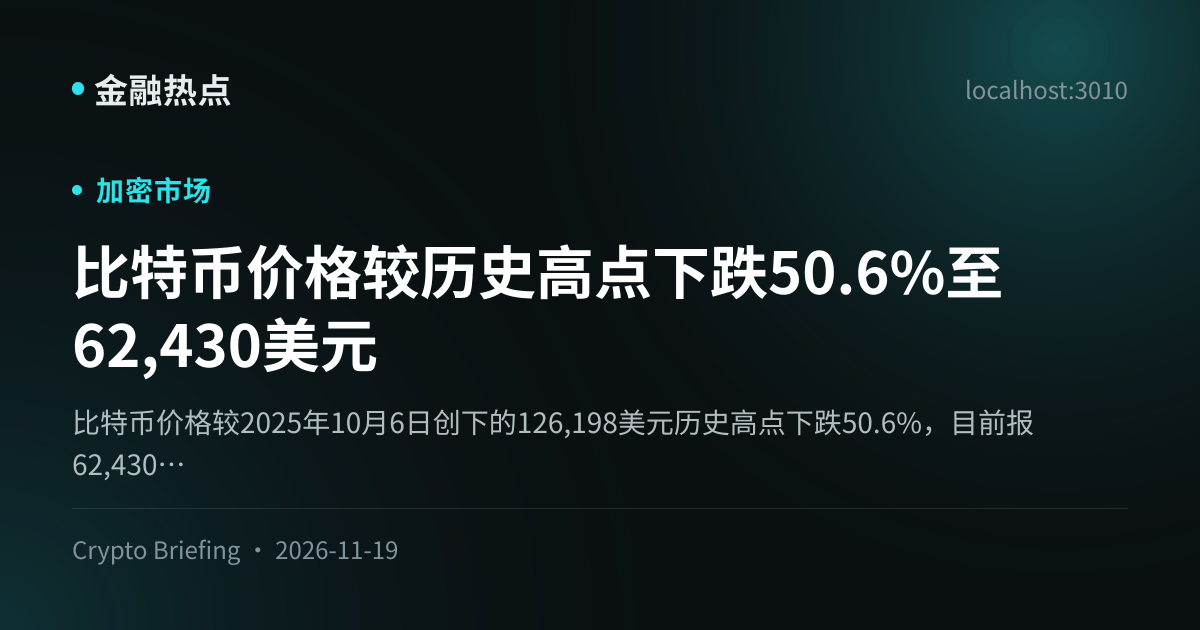 金融热点
localhost:3010
加密市场
比特币价格较历史高点下跌50.6%至
62,430美元
比特币价格较2025年10月6日创下的126,198美元历史高点下跌50.6%，目前报
62,430…
Crypto Briefing • 2026-11-19